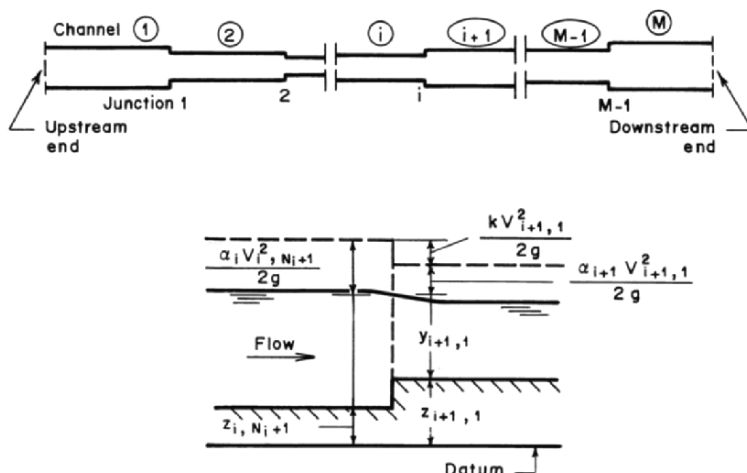 Channel 1 2 i i+1 M-1 M
Junction 1 2 i M-1
Upstream end
Downstream end
kV²ᵢ₊₁, ₁ / 2g
αᵢ Vᵢ², Nᵢ₊₁ / 2g
αᵢ₊₁ V²ᵢ₊₁, ₁ / 2g
Flow
yᵢ₊₁, ₁
zᵢ, Nᵢ₊₁
zᵢ₊₁, ₁
Datum